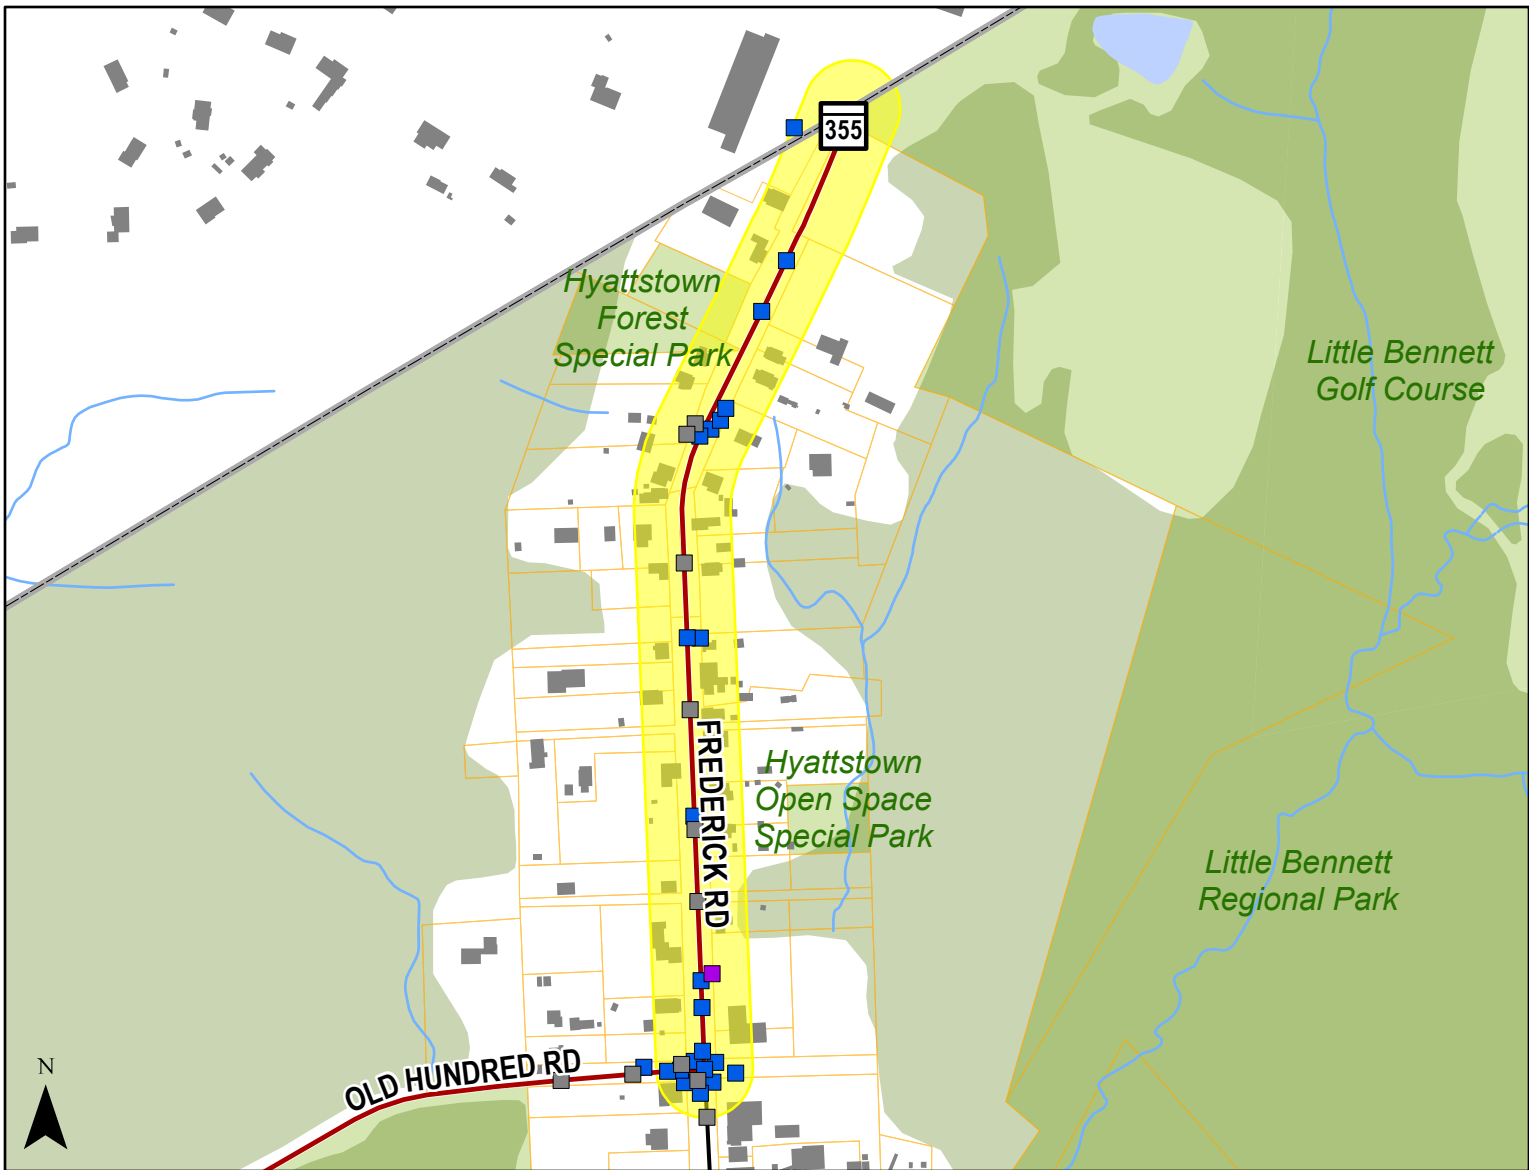 355
Hyattstown
Forest
Special Park
Little Bennett
Golf Course
FREDERICK RD
Hyattstown
Open Space
Special Park
Little Bennett
Regional Park
OLD HUNDRED RD
N